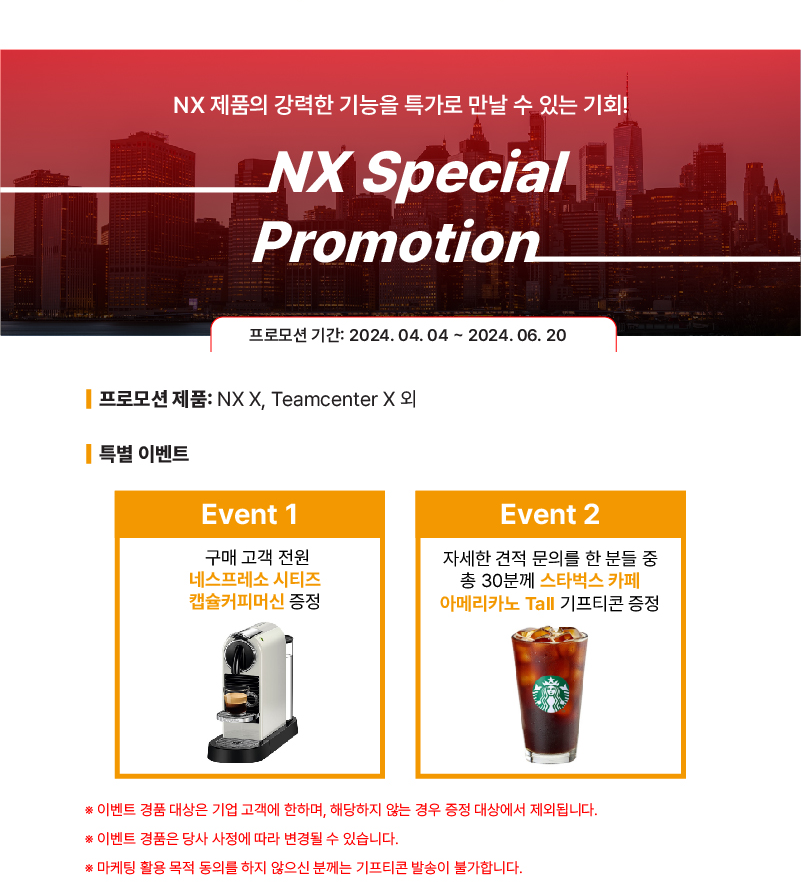 NX 제품의 강력한 기능을 특가로 만날 수 있는 기회!
NX Special
Promotion
프로모션 기간: 2024. 04. 04 ~ 2024. 06. 20
프로모션 제품: NX X, Teamcenter X 외
특별 이벤트
Event 1
구매 고객 전원
네스프레소 시티즈
캡슐커피머신 증정
Event 2
자세한 견적 문의를 한 분들 중
총 30분께 스타벅스 카페
아메리카노 Tall 기프티콘 증정
※ 이벤트 경품 대상은 기업 고객에 한하며, 해당하지 않는 경우 증정 대상에서 제외됩니다.
※ 이벤트 경품은 당사 사정에 따라 변경될 수 있습니다.
※ 마케팅 활용 목적 동의를 하지 않으신 분께는 기프티콘 발송이 불가합니다.